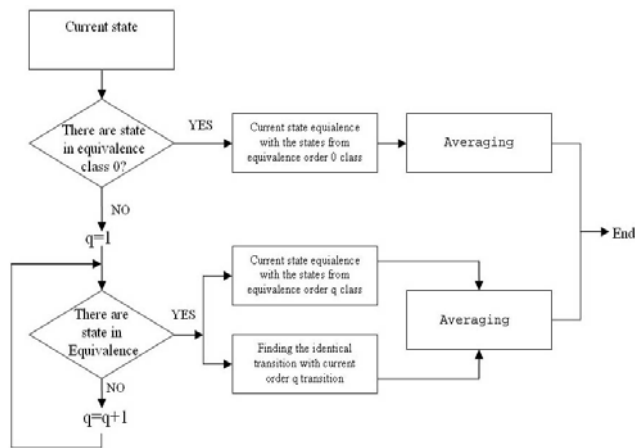 Current state
There are state
in equivalence
class 0?
YES
Current state equialence
with the states from
equivalence order 0 class
Averaging
NO
q=1
End
There are
state in
Equivalence
YES
Current state equialence
with the states from
equivalence order q class
Finding the identical
transition with current
order q transition
Averaging
NO
q=q+1